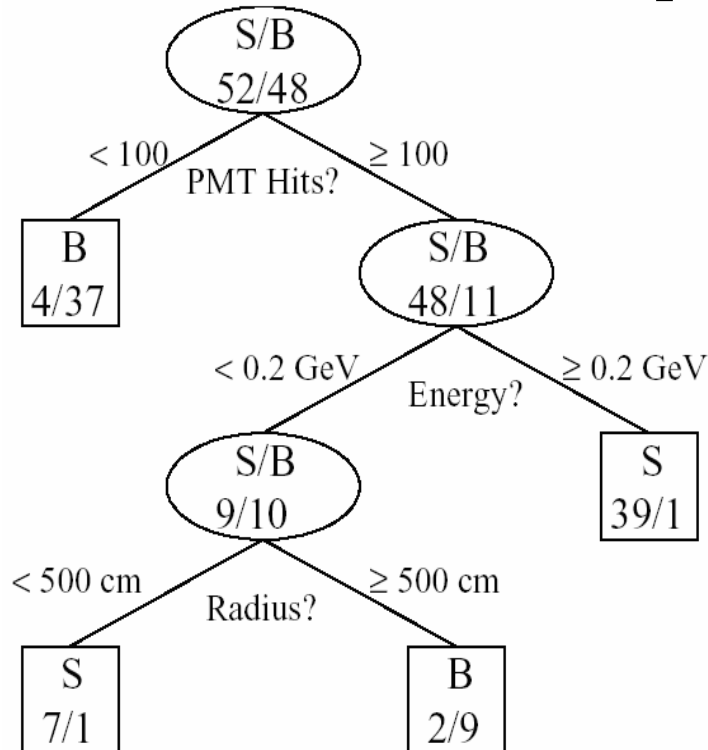 S/B
52/48
< 100
≥ 100
PMT Hits?
B
4/37
S/B
48/11
< 0.2 GeV
≥ 0.2 GeV
Energy?
S/B
9/10
S
39/1
< 500 cm
≥ 500 cm
Radius?
S
7/1
B
2/9